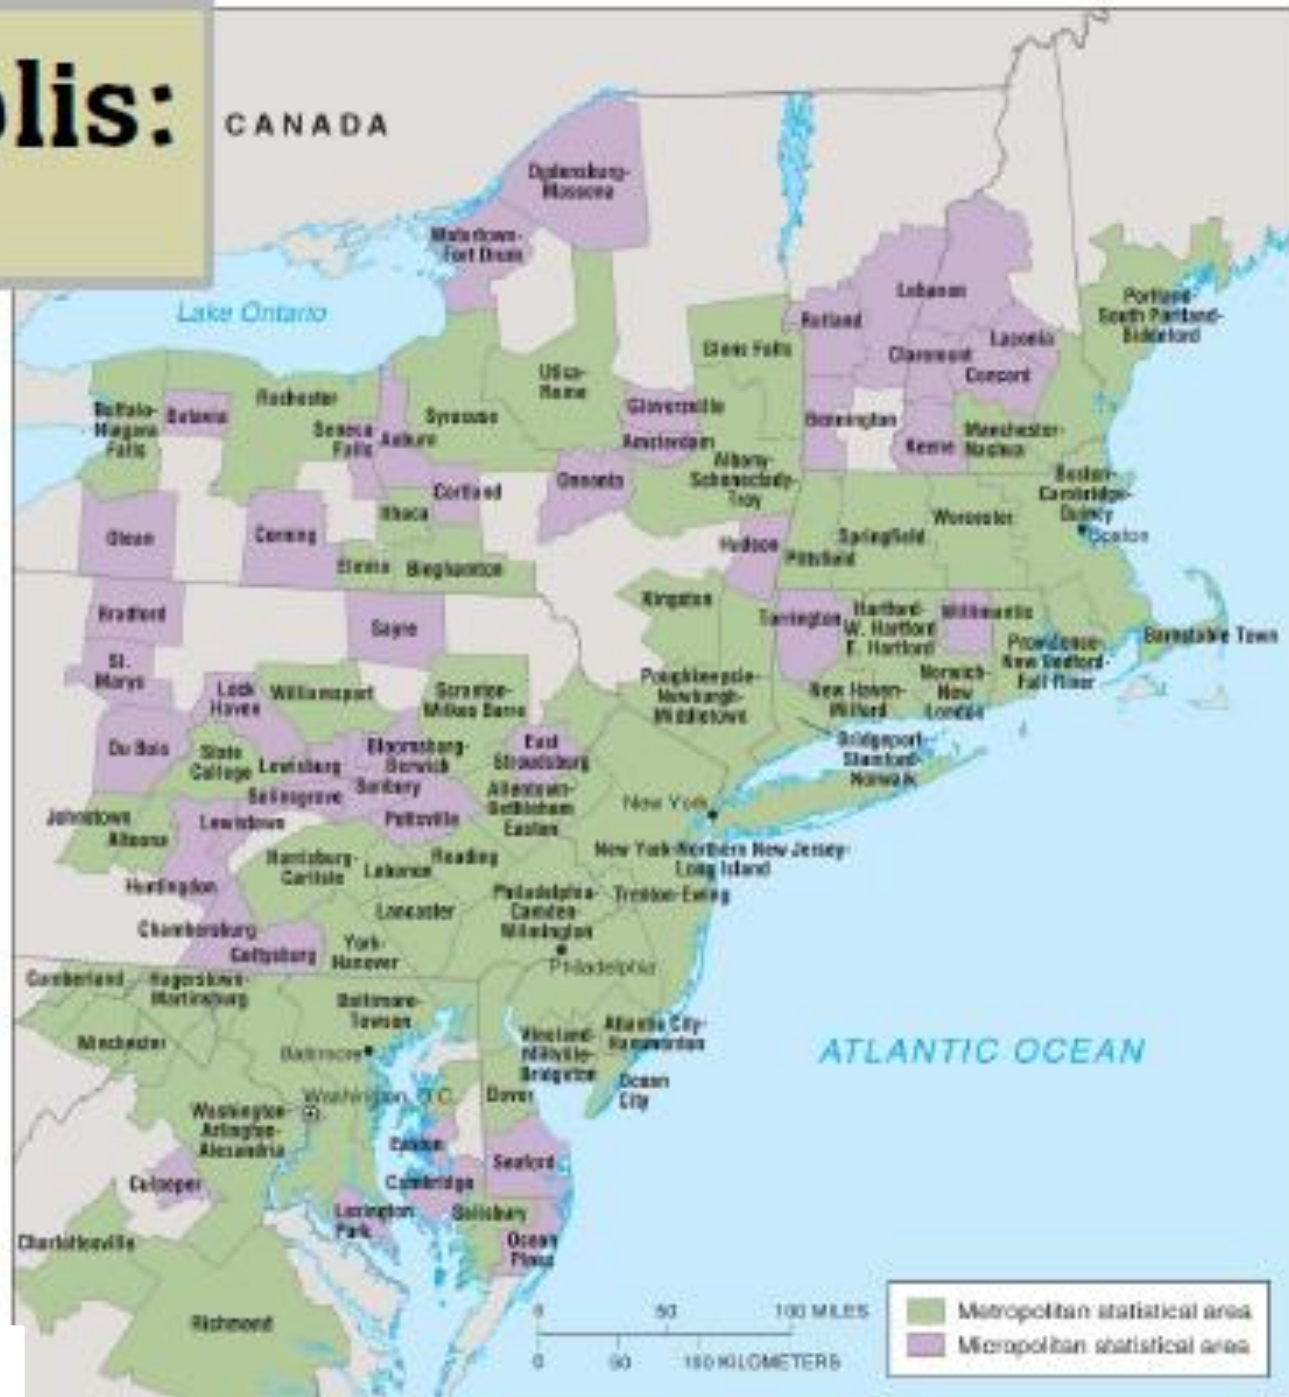 olis:
CANADA
Ogdensburg-
Massena
Watertown-
Fort Drum
Lake Ontario
Lebanon
Rutland
Portland-
South Portland-
Biddeford
Glens Falls
Laconia
Claremont
Concord
Utica-
Rome
Rochester
Buffalo-
Niagara
Falls
Batavia
Seneca
Falls
Auburn
Syracuse
Gloversville
Amsterdam
Bennington
Keene
Manchester-
Nashua
Albany-
Schenectady-
Troy
Boston-
Cambridge-
Quincy
Boston
Cortland
Oneonta
Ithaca
Worcester
Springfield
Pittsfield
Hudson
Olean
Corning
Elmira
Binghamton
Kingston
Torrington
Hartford-
W. Hartford
E. Hartford
Willimantic
Providence-
New Bedford-
Fall River
Barnstable Town
Bradford
Sayre
St.
Marys
Lock
Haven
Williamsport
Scranton-
Wilkes Barre
Poughkeepsie-
Newburgh-
Middletown
New Haven-
Milford
Norwich-
New
London
Bridgeport-
Stamford-
Norwalk
Du Bois
State
College
Lewisburg
Bloomsburg-
Berwick
East
Stroudsburg
Selinsgrove
Sunbury
Allentown-
Bethlehem
Easton
New York
Johnstown
Altoona
Lewistown
Pottsville
New York-Northern New Jersey-
Long Island
Harrisburg-
Carlisle
Lebanon
Reading
Huntingdon
Lancaster
Philadelphia-
Camden-
Wilmington
Trenton-Ewing
Chambersburg
Gettysburg
York-
Hanover
Philadelphia
Cumberland
Hagerstown-
Martinsburg
Baltimore-
Towson
Winchester
Baltimore
Vineland-
Millville-
Bridgeton
Atlantic City-
Hammonton
ATLANTIC OCEAN
Ocean
City
Washington, D.C.
Dover
Washington-
Arlington-
Alexandria
Easton
Seaford
Culpeper
Cambridge
Lexington
Park
Salisbury
Ocean
Pines
Charlottesville
Richmond
0 50 100 MILES
0 50 100 KILOMETERS
Metropolitan statistical area
Micropolitan statistical area